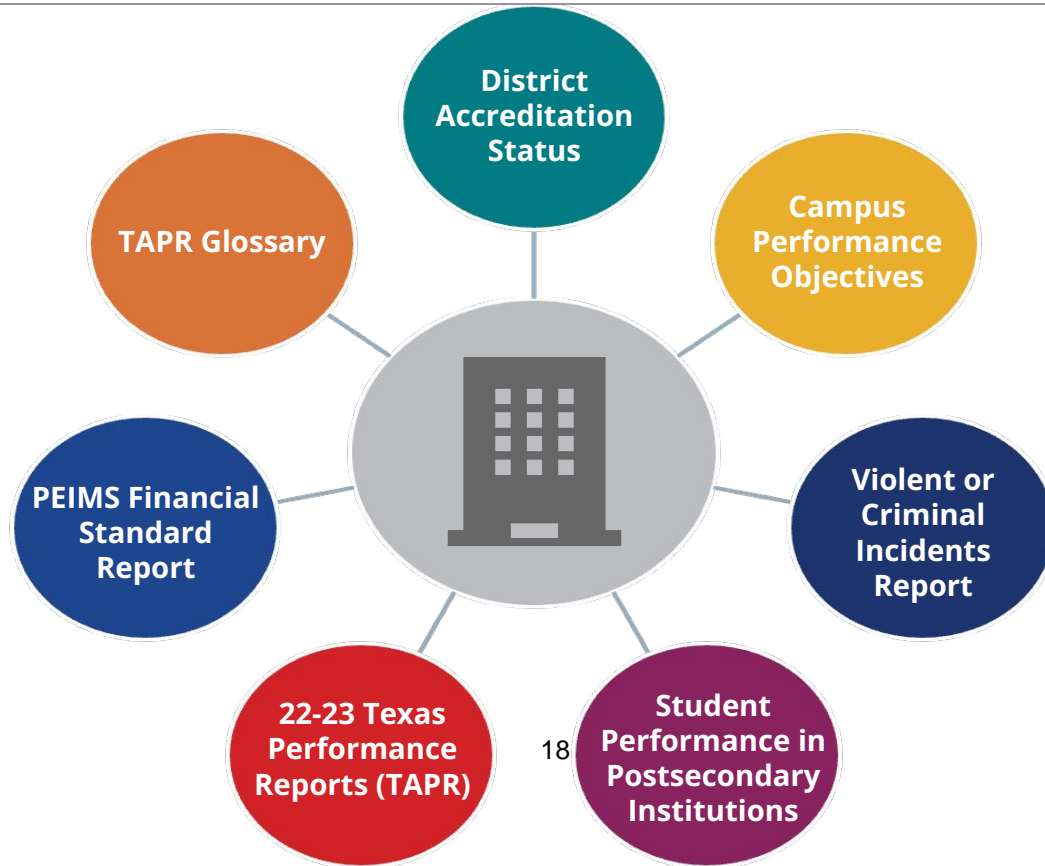 District
Accreditation
Status
Campus
Performance
Objectives
Violent or
Criminal
Incidents
Report
Student
Performance in
Postsecondary
Institutions
18
22-23 Texas
Performance
Reports (TAPR)
PEIMS Financial
Standard
Report
TAPR Glossary